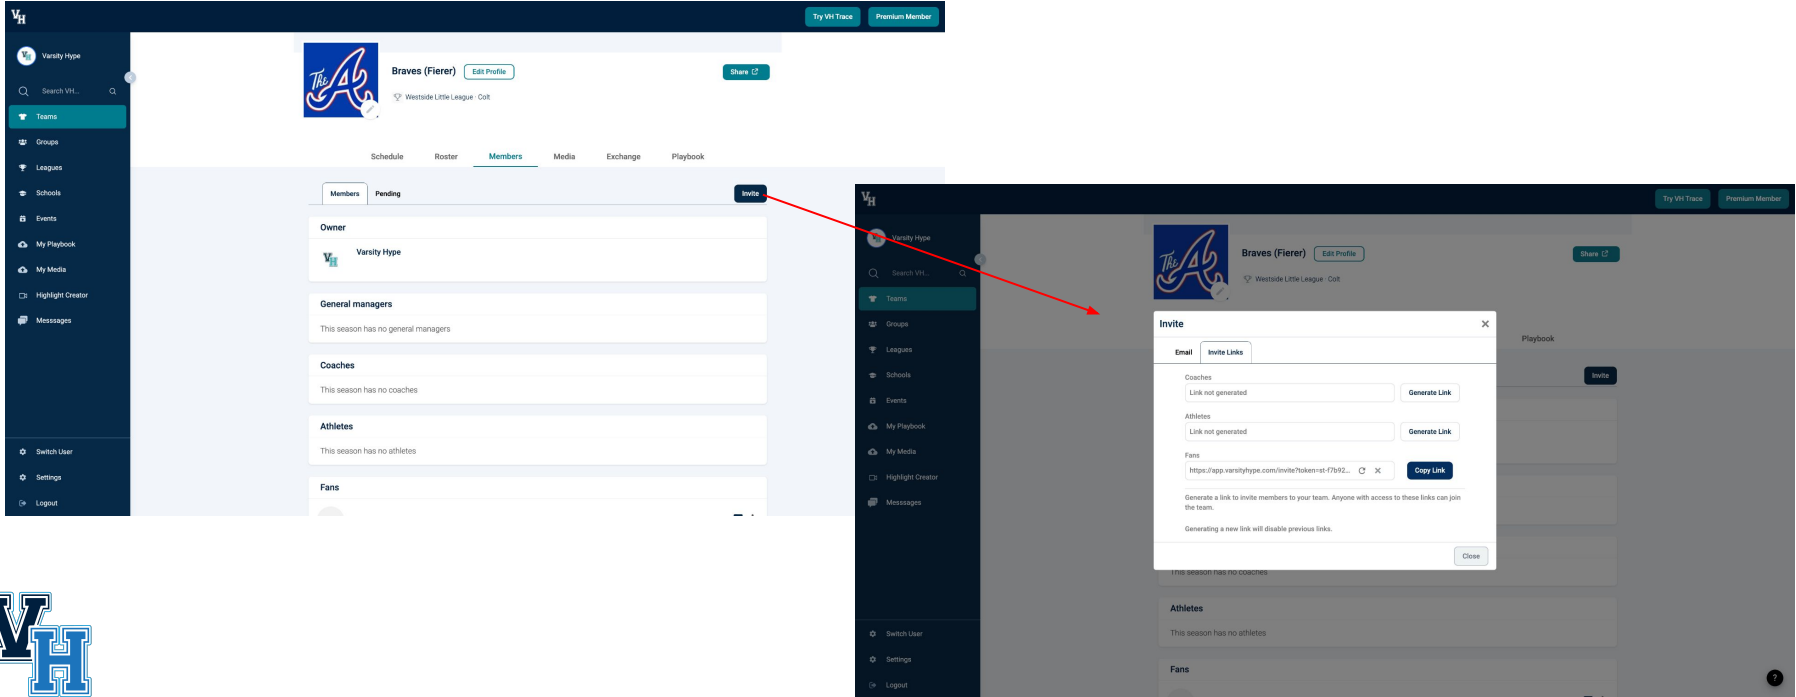 VH
Try VH Trace
Premium Member
VH
Varsity Hype
Search VH...
Teams
Groups
Leagues
Schools
Events
My Playbook
My Media
Highlight Creator
Messsages
Switch User
Settings
Logout
The A
Braves (Fierer)
Edit Profile
Share
Westside Little League · Colt
Schedule
Roster
Members
Media
Exchange
Playbook
Members
Pending
Invite
Owner
VH
Varsity Hype
General managers
This season has no general managers
Coaches
This season has no coaches
Athletes
This season has no athletes
Fans
VH
Try VH Trace
Premium Member
VH
Varsity Hype
Search VH...
Teams
Groups
Leagues
Schools
Events
My Playbook
My Media
Highlight Creator
Messsages
Switch User
Settings
Logout
The A
Braves (Fierer)
Edit Profile
Share
Westside Little League · Colt
Playbook
Invite
Invite
Email
Invite Links
Coaches
Link not generated
Generate Link
Athletes
Link not generated
Generate Link
Fans
https://app.varsityhype.com/invite?token=st-f7b92...
Copy Link
Generate a link to invite members to your team. Anyone with access to these links can join
the team.
Generating a new link will disable previous links.
Close
This season has no coaches
Athletes
This season has no athletes
Fans
?
VH